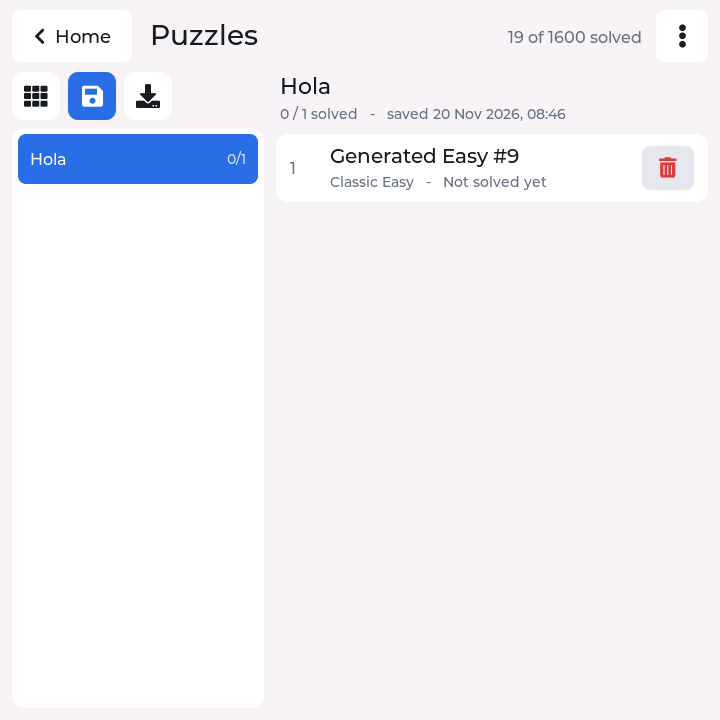 Home
Puzzles
19 of 1600 solved
Hola
0 / 1 solved - saved 20 Nov 2026, 08:46
Hola 0/1
1
Generated Easy #9
Classic Easy - Not solved yet